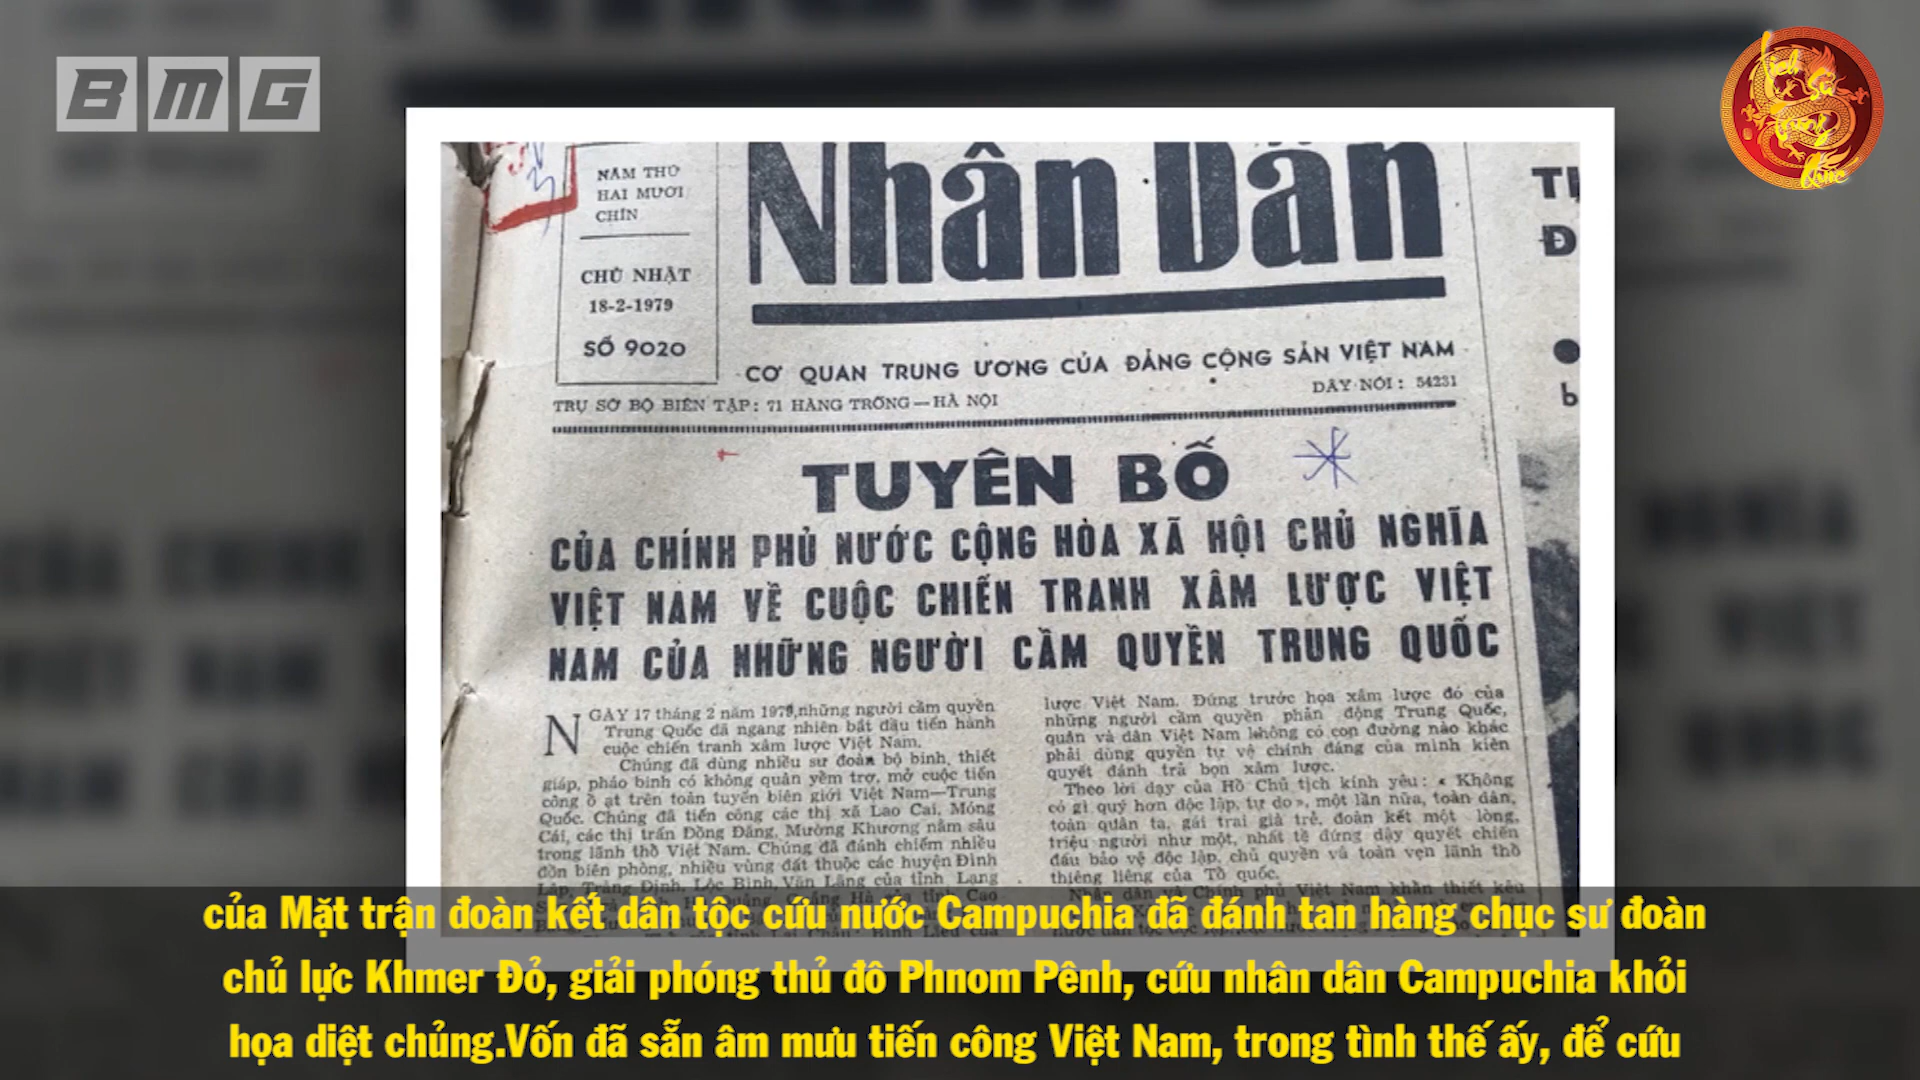 BMG
Lịch Sử Trung Quốc
NĂM THỨ
HAI MƯƠI
CHÍN
CHỦ NHẬT
18-2-1979
SỐ 9020
Nhân Dân
CƠ QUAN TRUNG ƯƠNG CỦA ĐẢNG CỘNG SẢN VIỆT NAM
TRỤ SỞ BỘ BIÊN TẬP: 71 HÀNG TRỐNG—HÀ NỘI
DÂY NÓI: 54231
TUYÊN BỐ
CỦA CHÍNH PHỦ NƯỚC CỘNG HÒA XÃ HỘI CHỦ NGHĨA
VIỆT NAM VỀ CUỘC CHIẾN TRANH XÂM LƯỢC VIỆT
NAM CỦA NHỮNG NGƯỜI CẦM QUYỀN TRUNG QUỐC
NGÀY 17 tháng 2 năm 1979,những người cầm quyền
Trung Quốc đã ngang nhiên bắt đầu tiến hành
cuộc chiến tranh xâm lược Việt Nam.
Chúng đã dùng nhiều sư đoàn bộ binh, thiết
giáp, pháo binh có không quân yểm trợ, mở cuộc tiến
công ồ ạt trên toàn tuyến biên giới Việt Nam—Trung
Quốc. Chúng đã tiến công các thị xã Lao Cai, Móng
Cái, các thị trấn Đồng Đăng, Mường Khương nằm sâu
trong lãnh thổ Việt Nam. Chúng đã đánh chiếm nhiều
đồn biên phòng, nhiều vùng đất thuộc các huyện Đình
Lập, Tràng Định, Lộc Bình, Văn Lãng của tỉnh Lạng
lược Việt Nam. Đứng trước họa xâm lược đó của
những người cầm quyền phản động Trung Quốc,
quân và dân Việt Nam không có con đường nào khác
phải dùng quyền tự vệ chính đáng của mình kiên
quyết đánh trả bọn xâm lược.
Theo lời dạy của Hồ Chủ tịch kính yêu: « Không
có gì quý hơn độc lập, tự do », một lần nữa, toàn dân,
toàn quân ta, gái trai già trẻ, đoàn kết một lòng,
triệu người như một, nhất tề đứng dậy quyết chiến
đấu bảo vệ độc lập, chủ quyền và toàn vẹn lãnh thổ
thiêng liêng của Tổ quốc.
Nhân dân và Chính phủ Việt Nam khẩn thiết kêu
của Mặt trận đoàn kết dân tộc cứu nước Campuchia đã đánh tan hàng chục sư đoàn
chủ lực Khmer Đỏ, giải phóng thủ đô Phnom Pênh, cứu nhân dân Campuchia khỏi
họa diệt chủng.Vốn đã sẵn âm mưu tiến công Việt Nam, trong tình thế ấy, để cứu